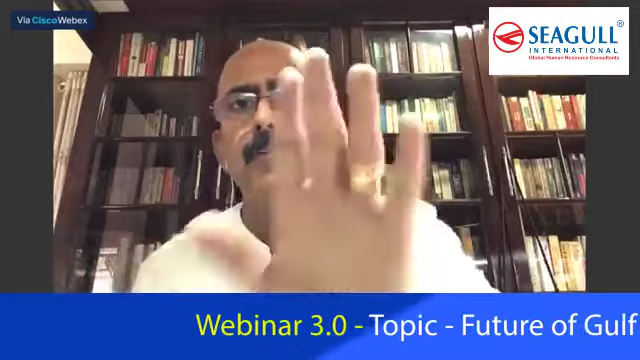 Via CiscoWebex
SEAGULL
INTERNATIONAL
Global Human Resource Consultants
Webinar 3.0 - Topic - Future of Gulf